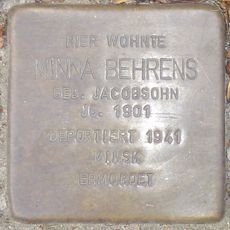 HIER WOHNTE
MINNA BEHRENS
GEB. JACOBSOHN
JG. 1901
DEPORTIERT 1941
MINSK
ERMORDET